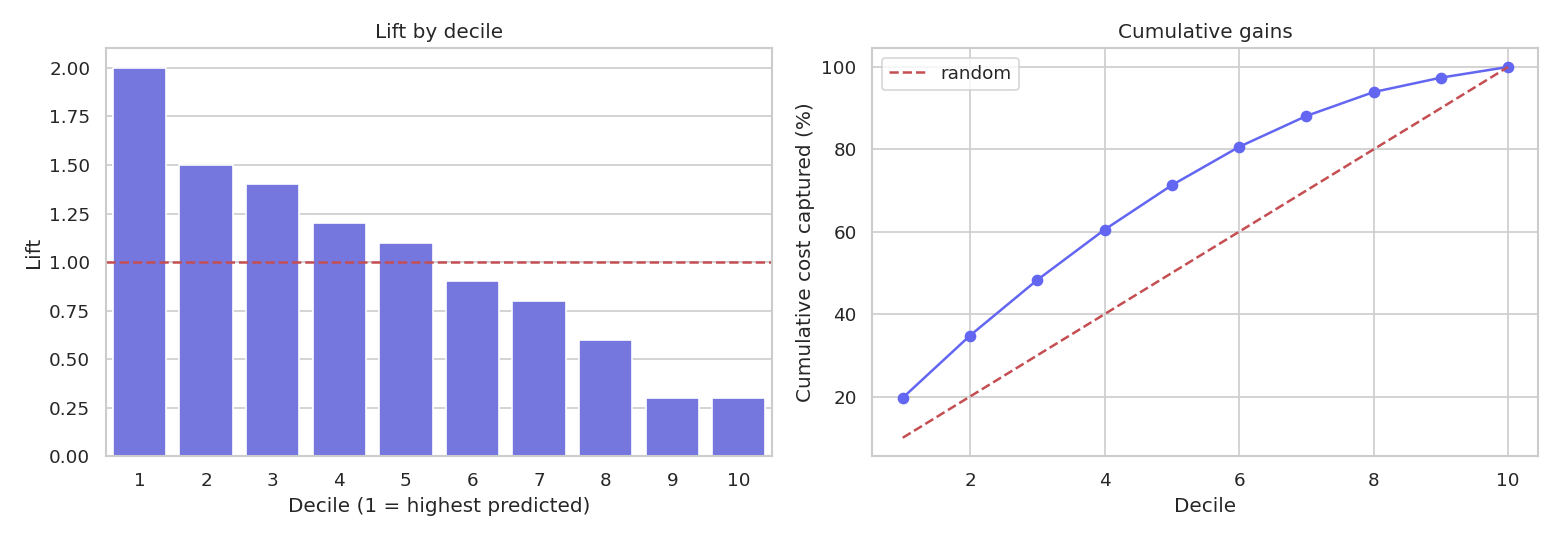 Lift by decile
Lift
2.00
1.75
1.50
1.25
1.00
0.75
0.50
0.25
0.00
1 2 3 4 5 6 7 8 9 10
Decile (1 = highest predicted)
Cumulative gains
random
Cumulative cost captured (%)
100
80
60
40
20
2 4 6 8 10
Decile